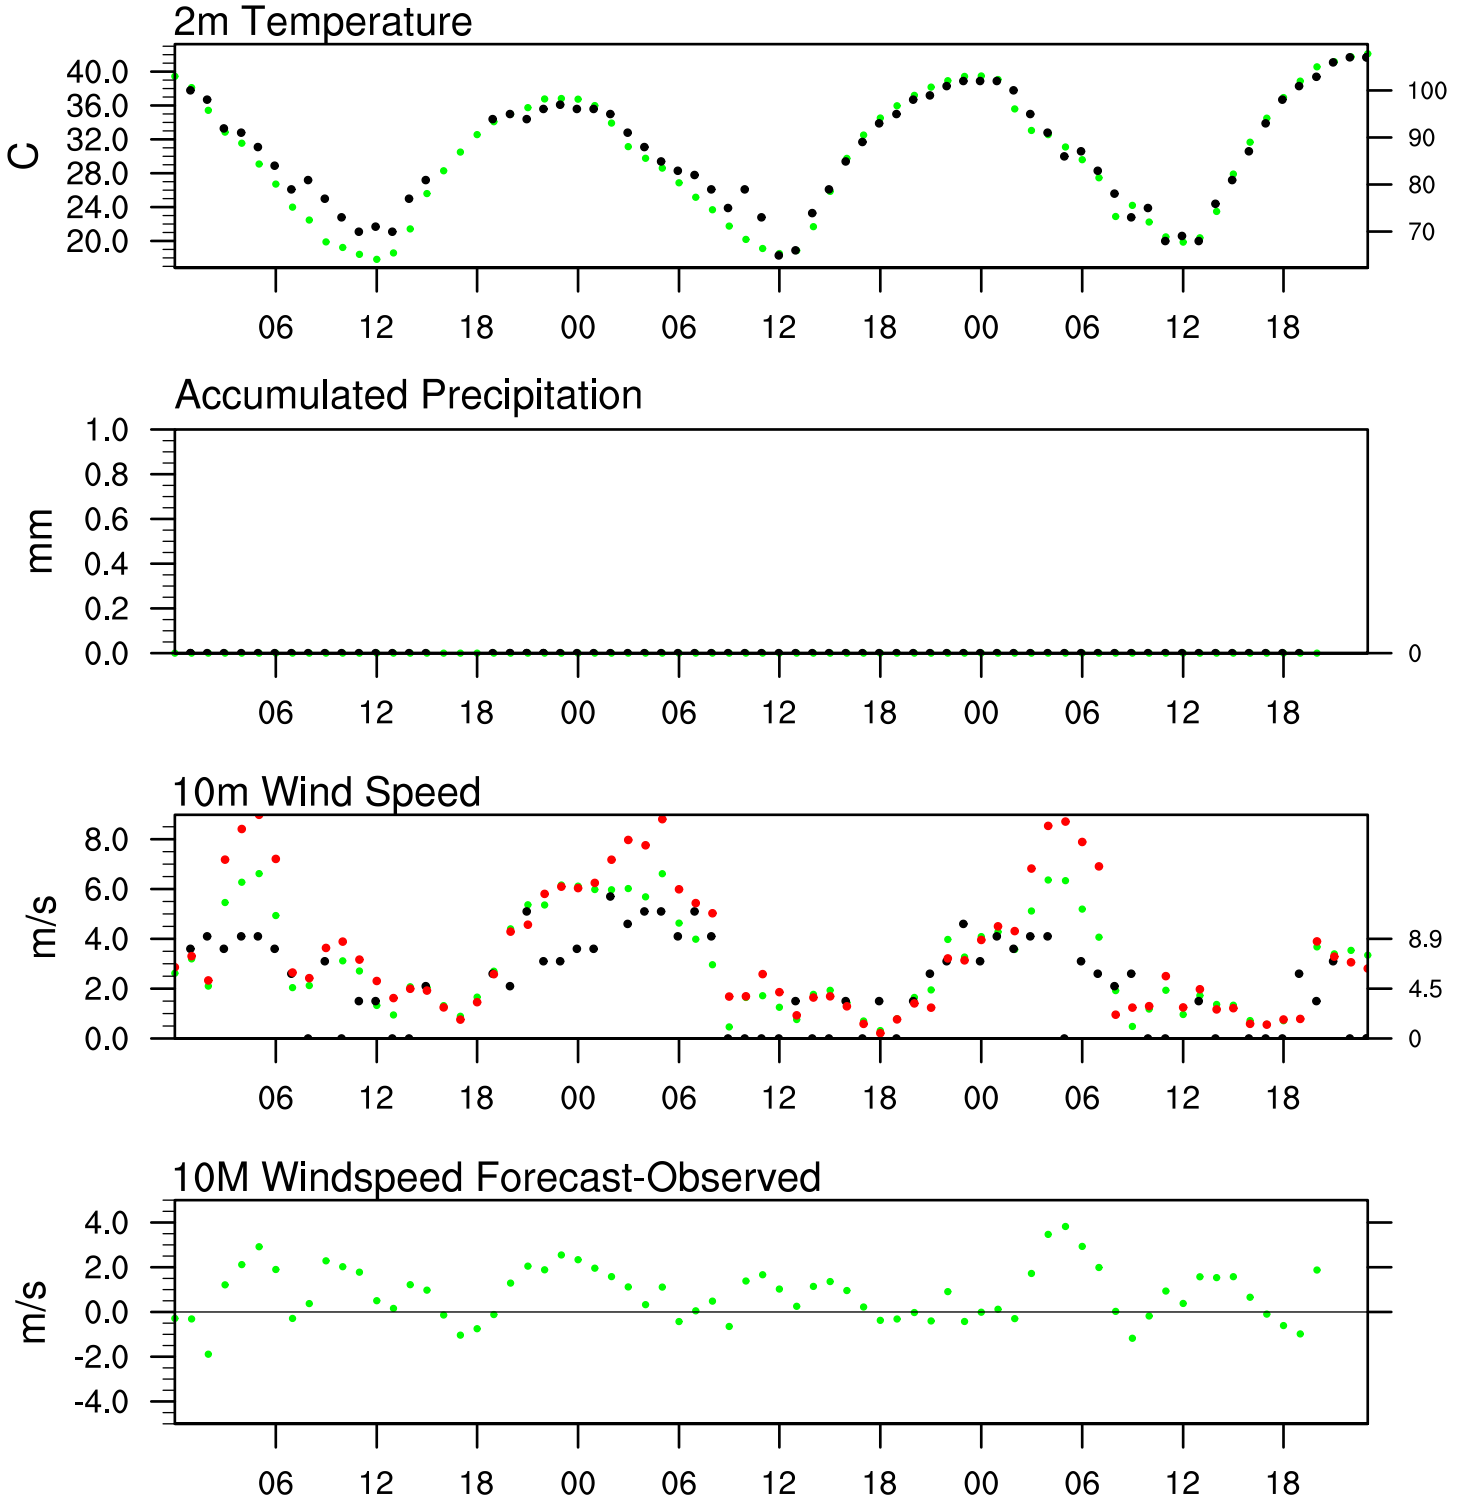 2m Temperature
C
40.0
36.0
32.0
28.0
24.0
20.0
100
90
80
70
06 12 18 00 06 12 18 00 06 12 18
Accumulated Precipitation
mm
1.0
0.8
0.6
0.4
0.2
0.0
0
06 12 18 00 06 12 18 00 06 12 18
10m Wind Speed
m/s
8.0
6.0
4.0
2.0
0.0
8.9
4.5
0
06 12 18 00 06 12 18 00 06 12 18
10M Windspeed Forecast-Observed
m/s
4.0
2.0
0.0
-2.0
-4.0
06 12 18 00 06 12 18 00 06 12 18